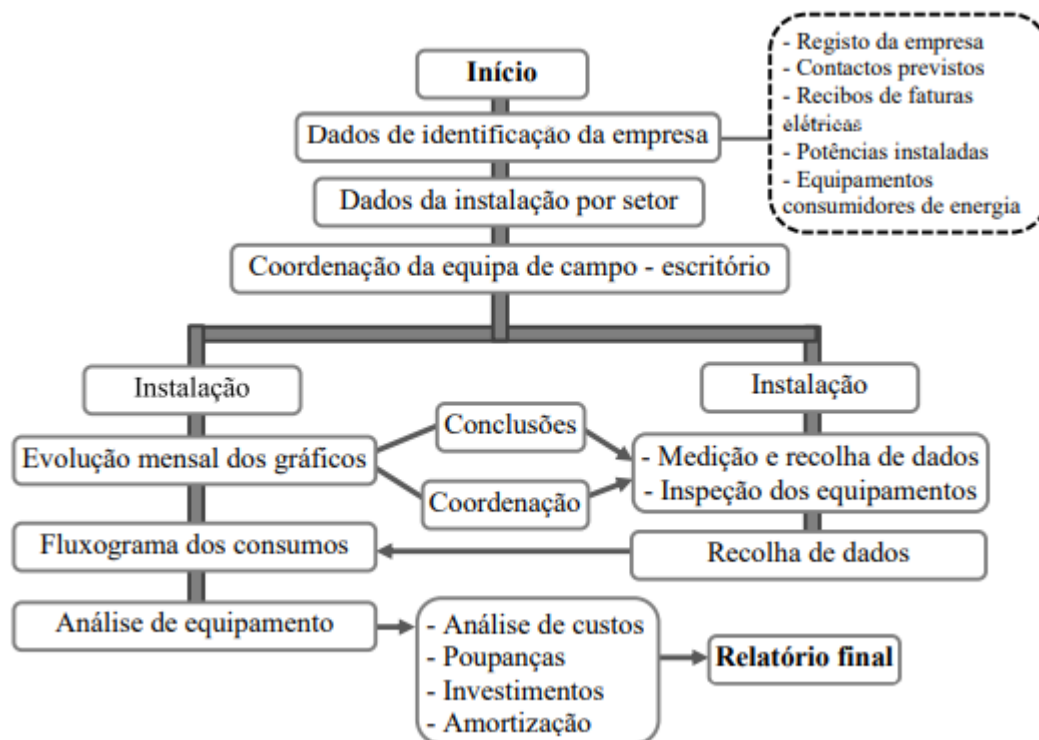 Início
- Registo da empresa
- Contactos previstos
- Recibos de faturas
elétricas
- Potências instaladas
- Equipamentos
consumidores de energia
Dados de identificação da empresa
Dados da instalação por setor
Coordenação da equipa de campo - escritório
Instalação
Instalação
Evolução mensal dos gráficos
Conclusões
Coordenação
- Medição e recolha de dados
- Inspeção dos equipamentos
Fluxograma dos consumos
Recolha de dados
Análise de equipamento
- Análise de custos
- Poupanças
- Investimentos
- Amortização
Relatório final